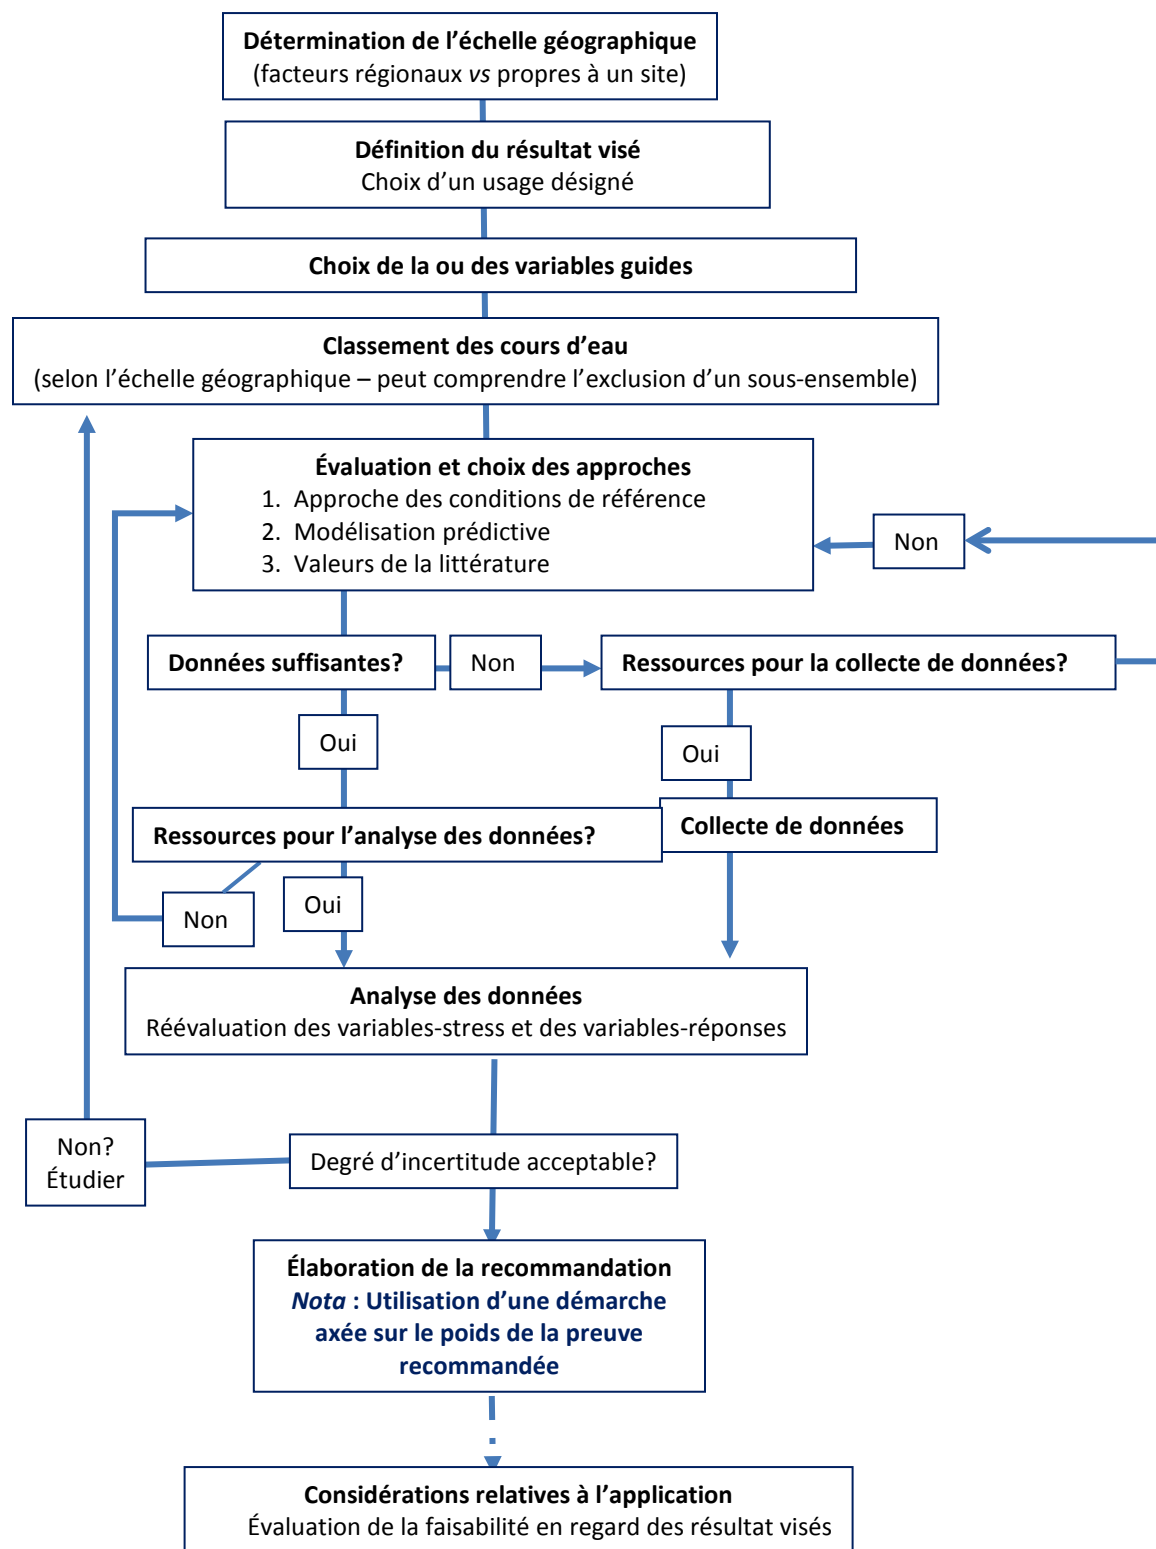 Détermination de l’échelle géographique
(facteurs régionaux vs propres à un site)
Définition du résultat visé
Choix d’un usage désigné
Choix de la ou des variables guides
Classement des cours d’eau
(selon l’échelle géographique – peut comprendre l’exclusion d’un sous-ensemble)
Évaluation et choix des approches
1. Approche des conditions de référence
2. Modélisation prédictive
3. Valeurs de la littérature
Non
Données suffisantes?
Non
Ressources pour la collecte de données?
Oui
Oui
Ressources pour l’analyse des données?
Collecte de données
Non
Oui
Analyse des données
Réévaluation des variables-stress et des variables-réponses
Non?
Étudier
Degré d’incertitude acceptable?
Élaboration de la recommandation
Nota : Utilisation d’une démarche
axée sur le poids de la preuve
recommandée
Considérations relatives à l’application
Évaluation de la faisabilité en regard des résultat visés